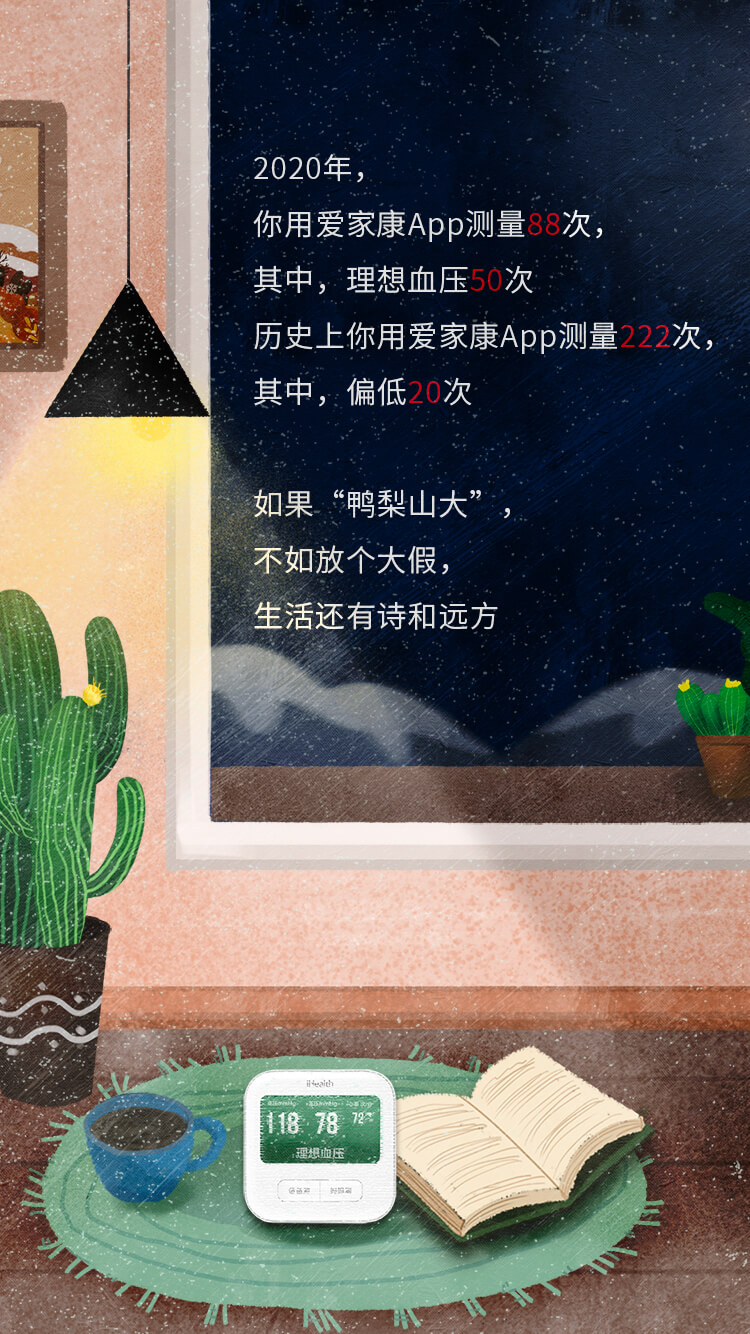 2020年，
你用爱家康App测量88次，
其中，理想血压50次
历史上你用爱家康App测量222次，
其中，偏低20次
如果“鸭梨山大”，
不如放个大假，
生活还有诗和远方
iHealth
118 78 72
理想血压